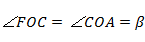 ∠FOC = ∠COA = β